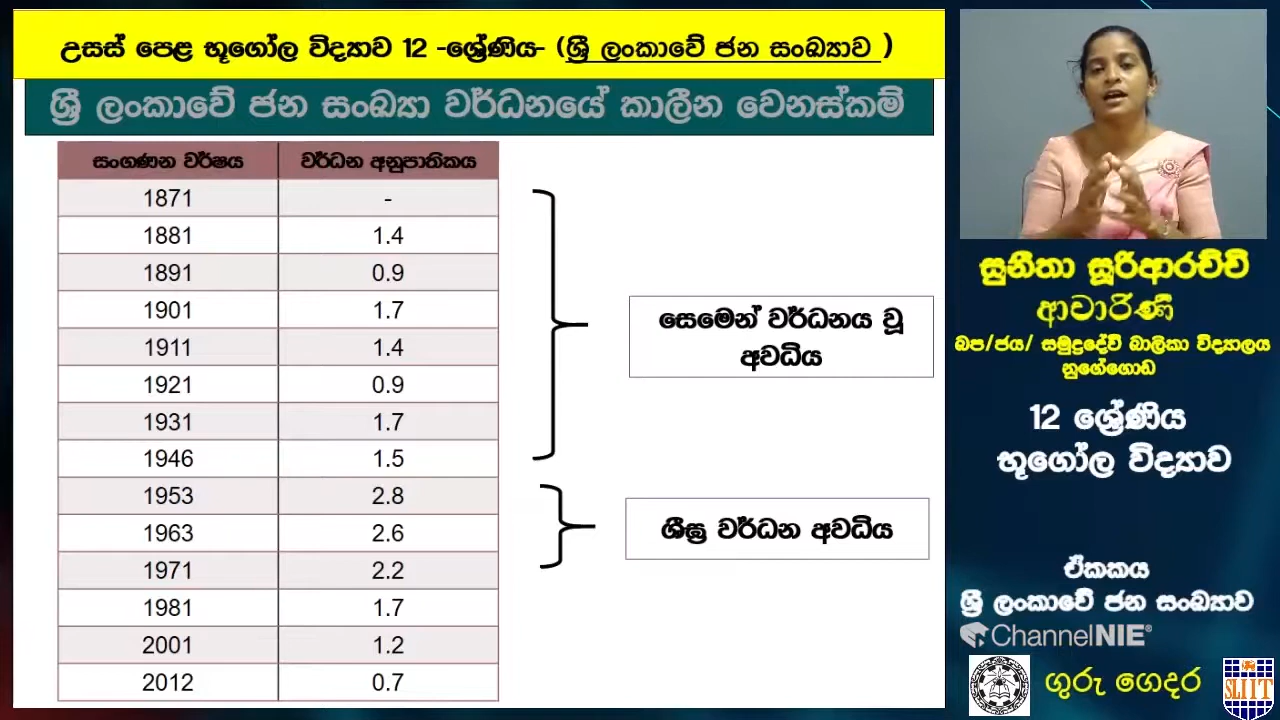 උසස් පෙළ භූගෝල විද්‍යාව 12 -ශ්‍රේණිය- (ශ්‍රී ලංකාවේ ජන සංඛ්‍යාව )
ශ්‍රී ලංකාවේ ජන සංඛ්‍යා වර්ධනයේ කාලීන වෙනස්කම්
සංගණන වර්ෂය වර්ධන අනුපාතිකය
1871 -
1881 1.4
1891 0.9
1901 1.7
1911 1.4
1921 0.9
1931 1.7
1946 1.5
1953 2.8
1963 2.6
1971 2.2
1981 1.7
2001 1.2
2012 0.7
සෙමෙන් වර්ධනය වූ
අවධිය
ශීඝ්‍ර වර්ධන අවධිය
සුනීතා සූරිආරච්චි
ආචාරිණී
බප/ජය/ සමුද්‍රදේවී බාලිකා විද්‍යාලය
නුගේගොඩ
12 ශ්‍රේණිය
භූගෝල විද්‍යාව
ඒකකය
ශ්‍රී ලංකාවේ ජන සංඛ්‍යාව
ChannelNIE®
ගුරු ගෙදර
SLIIT